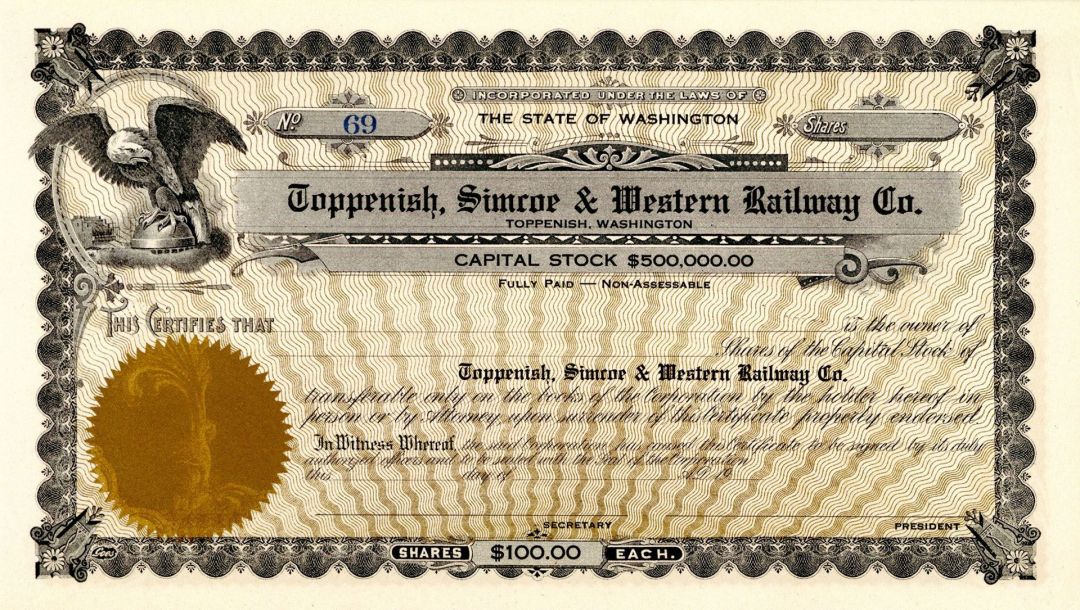 INCORPORATED UNDER THE LAWS OF
THE STATE OF WASHINGTON
No 69
Shares
Toppenish, Simcoe & Western Railway Co.
TOPPENISH, WASHINGTON
CAPITAL STOCK $500,000.00
FULLY PAID — NON-ASSESSABLE
THIS CERTIFIES THAT is the owner of
Shares of the Capital Stock of
Toppenish, Simcoe & Western Railway Co.
transferable only on the books of the Corporation by the holder hereof in
person or by Attorney upon surrender of this Certificate properly endorsed.
In Witness Whereof, the said Corporation has caused this Certificate to be signed by its duly
authorized officers and to be sealed with the Seal of the Corporation
this day of A.D. 19
SECRETARY PRESIDENT
Goes
SHARES $100.00 EACH.